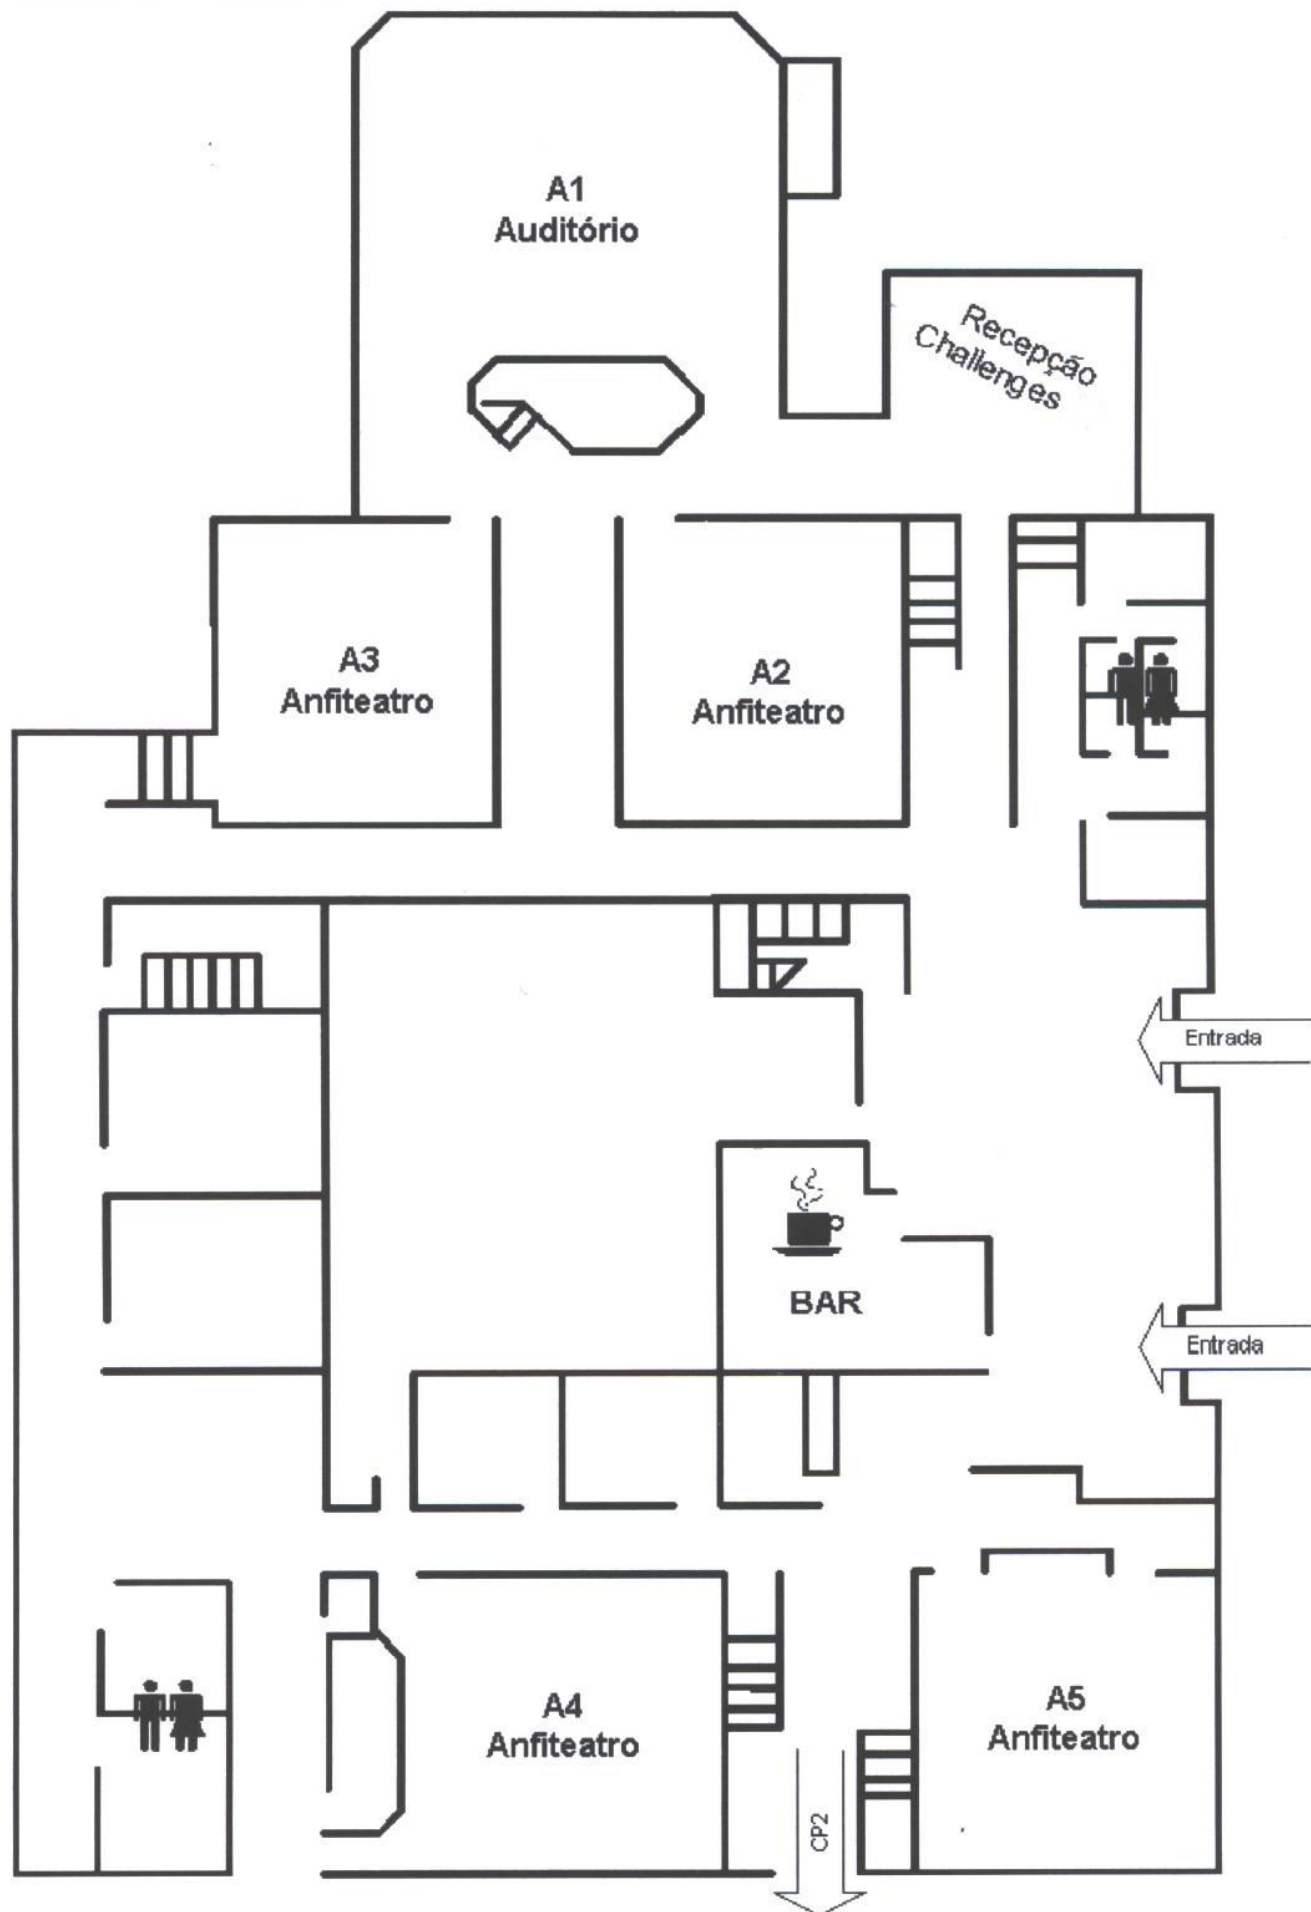 A1
Auditório
Recepção
Challenges
A3
Anfiteatro
A2
Anfiteatro
Entrada
BAR
Entrada
A4
Anfiteatro
A5
Anfiteatro
CP2